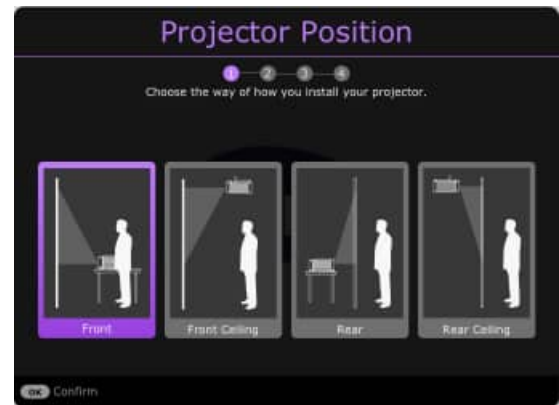 Projector Position
1 2 3 4
Choose the way of how you install your projector.
Front
Front Ceiling
Rear
Rear Ceiling
OK Confirm